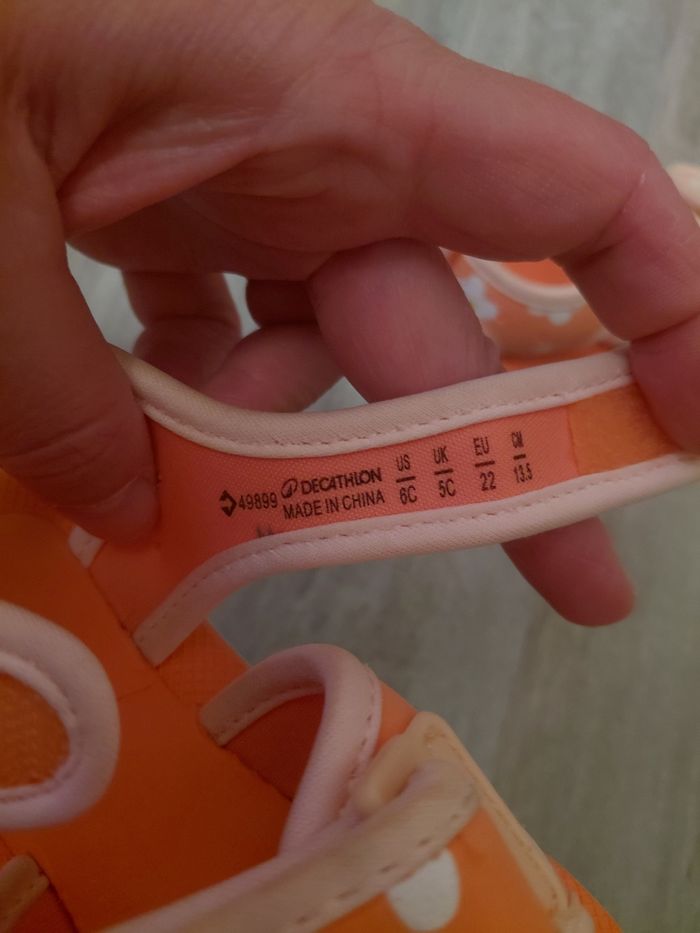 49899 DECATHLON
MADE IN CHINA
US
6C
UK
5C
EU
22
CM
13.5